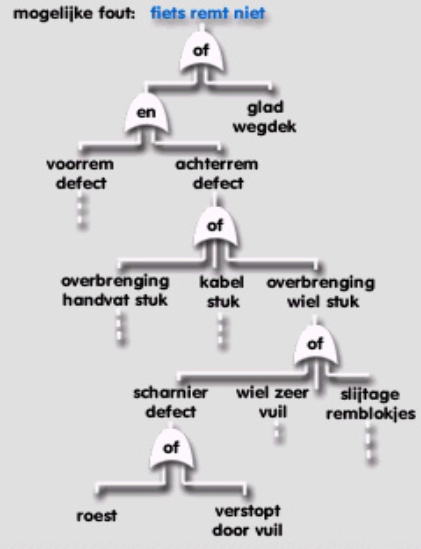 mogelijke fout: fiets remt niet
of
en
glad
wegdek
voorrem
defect
achterrem
defect
of
overbrenging
handvat stuk
kabel
stuk
overbrenging
wiel stuk
of
scharnier
defect
wiel zeer
vuil
slijtage
remblokjes
of
roest
verstopt
door vuil